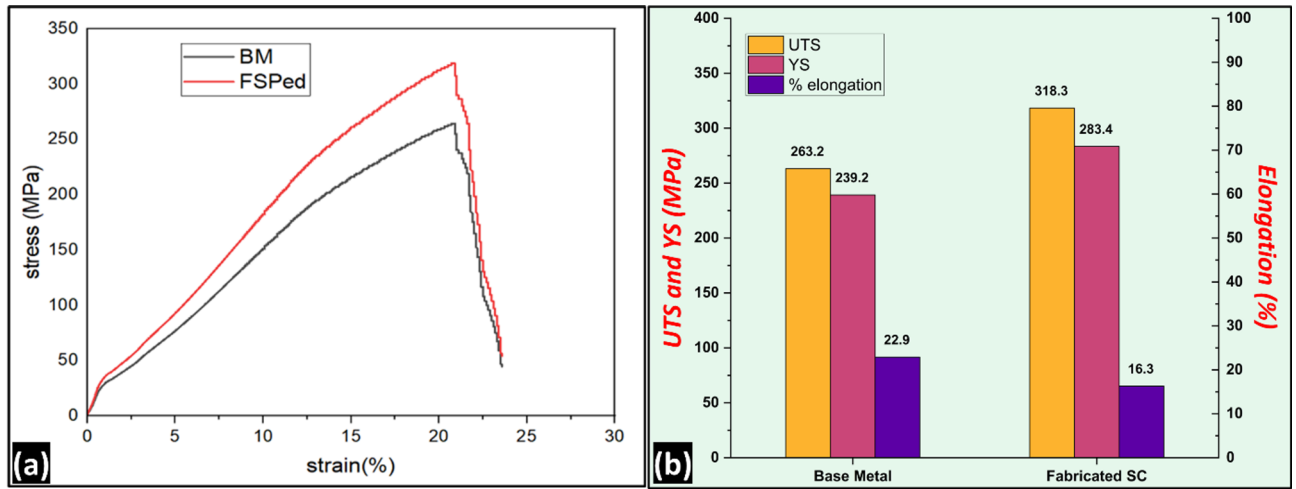 350
300
250
200
150
100
50
0
stress (MPa)
BM
FSPed
0 5 10 15 20 25 30
strain(%)
(a)
400
350
300
250
200
150
100
50
0
UTS and YS (MPa)
UTS
YS
% elongation
263.2
239.2
22.9
318.3
283.4
16.3
100
90
80
70
60
50
40
30
20
10
0
Elongation (%)
Base Metal Fabricated SC
(b)